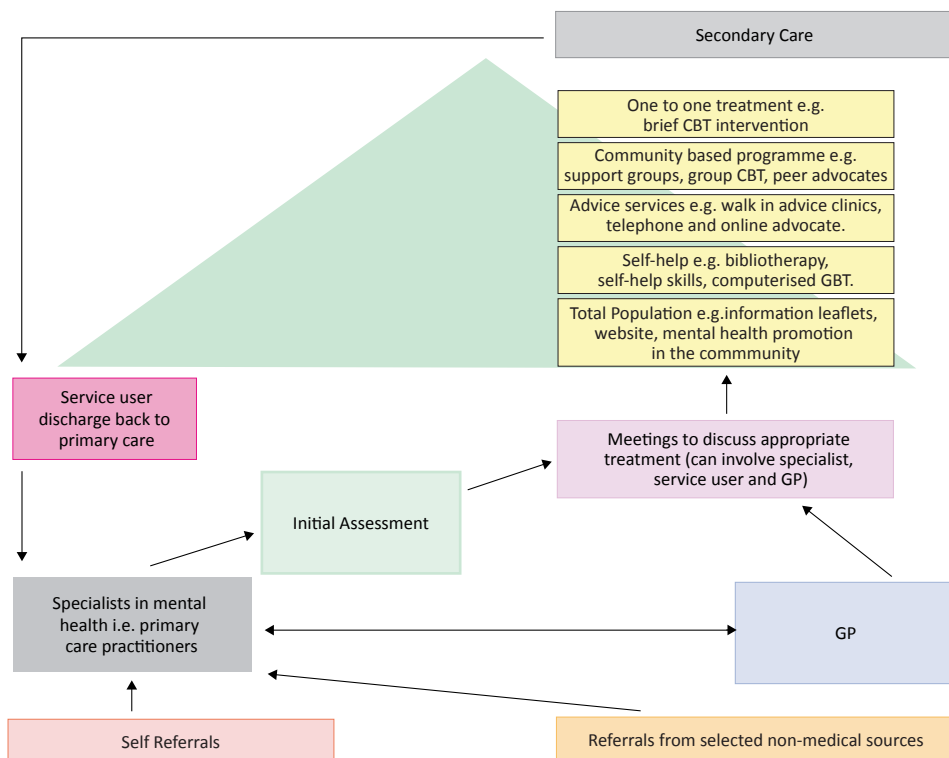 Secondary Care
One to one treatment e.g.
brief CBT intervention
Community based programme e.g.
support groups, group CBT, peer advocates
Advice services e.g. walk in advice clinics,
telephone and online advocate.
Self-help e.g. bibliotherapy,
self-help skills, computerised GBT.
Total Population e.g.information leaflets,
website, mental health promotion
in the commmunity
Service user
discharge back to
primary care
Meetings to discuss appropriate
treatment (can involve specialist,
service user and GP)
Initial Assessment
Specialists in mental
health i.e. primary
care practitioners
GP
Self Referrals
Referrals from selected non-medical sources